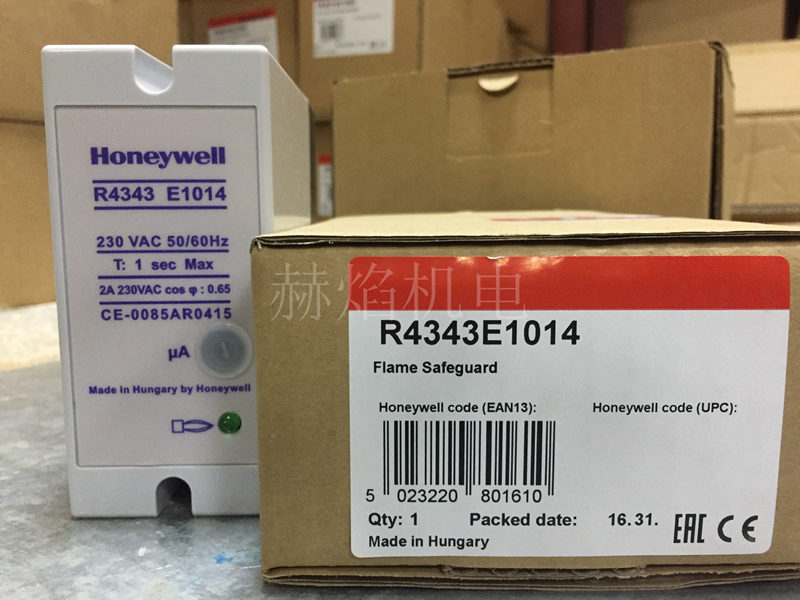 Honeywell
R4343 E1014
230 VAC 50/60Hz
T: 1 sec Max
2A 230VAC cos φ : 0.65
CE-0085AR0415
µA
Made in Hungary by Honeywell
赫焰机电
R4343E1014
Flame Safeguard
Honeywell code (EAN13):
Honeywell code (UPC):
5 023220 801610
Qty: 1 Packed date: 16.31.
Made in Hungary
EAC CE